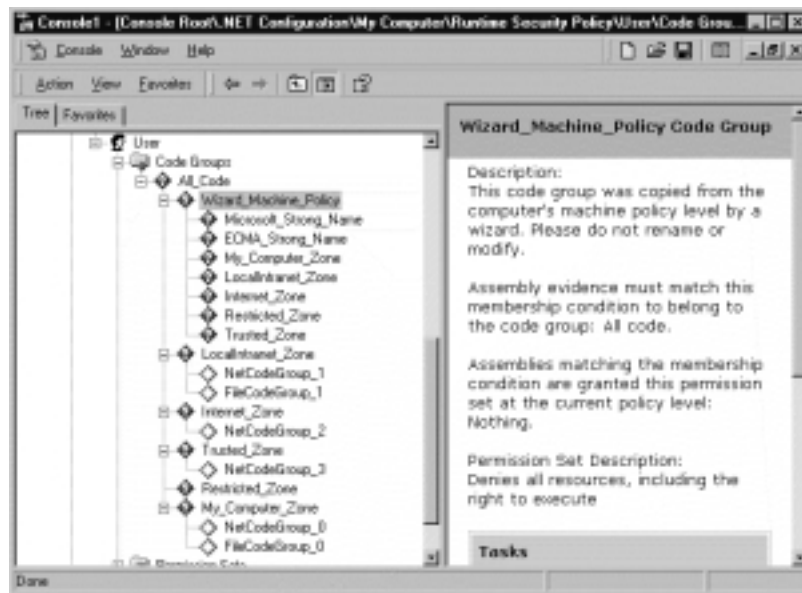 Console1 - [Console Root\.NET Configuration\My Computer\Runtime Security Policy\User\Code Grou...
Console Window Help
Action View Favorites
Tree Favorites
User
Code Groups
All_Code
Wizard_Machine_Policy
Microsoft_Strong_Name
ECMA_Strong_Name
My_Computer_Zone
LocalIntranet_Zone
Internet_Zone
Restricted_Zone
Trusted_Zone
LocalIntranet_Zone
NetCodeGroup_1
FileCodeGroup_1
Internet_Zone
NetCodeGroup_2
Trusted_Zone
NetCodeGroup_3
Restricted_Zone
My_Computer_Zone
NetCodeGroup_0
FileCodeGroup_0
Permission Sets
Wizard_Machine_Policy Code Group
Description:
This code group was copied from the
computer's machine policy level by a
wizard. Please do not rename or
modify.
Assembly evidence must match this
membership condition to belong to
the code group: All code.
Assemblies matching the membership
condition are granted this permission
set at the current policy level:
Nothing.
Permission Set Description:
Denies all resources, including the
right to execute
Tasks
Done